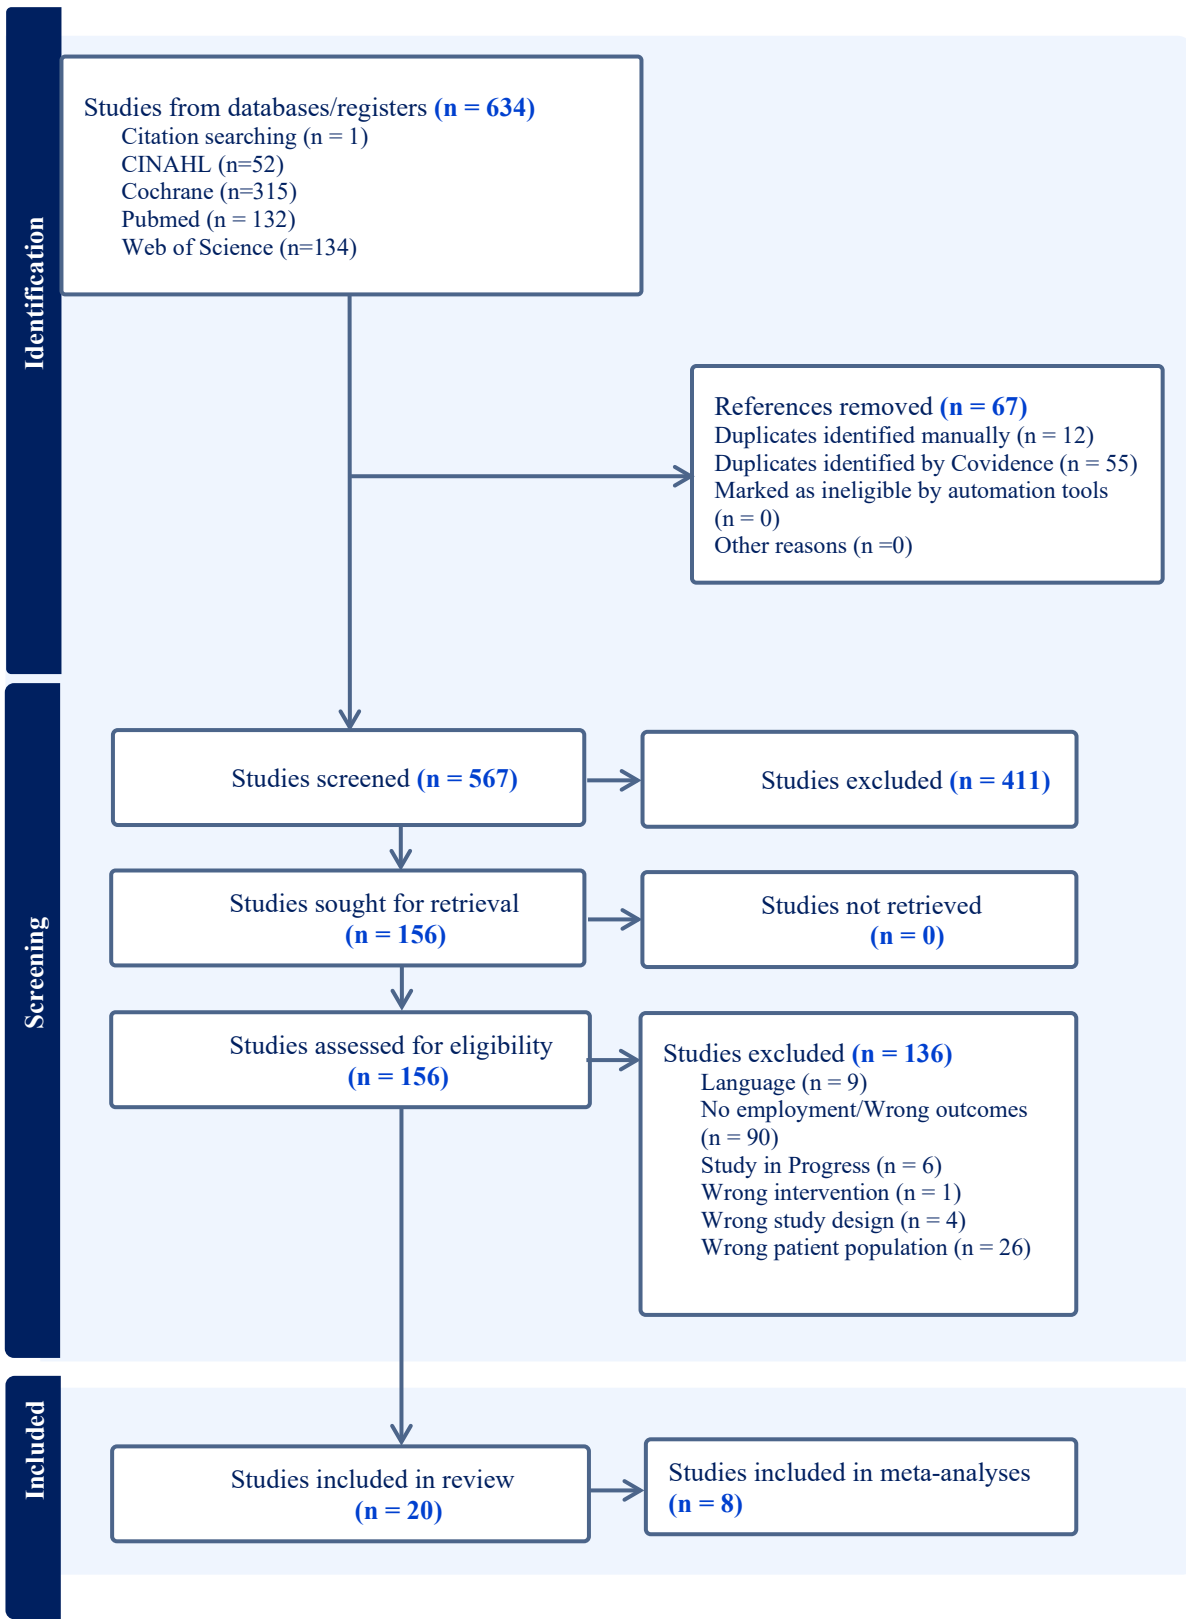 Identification
Studies from databases/registers (n = 634)
Citation searching (n = 1)
CINAHL (n=52)
Cochrane (n=315)
Pubmed (n = 132)
Web of Science (n=134)
References removed (n = 67)
Duplicates identified manually (n = 12)
Duplicates identified by Covidence (n = 55)
Marked as ineligible by automation tools
(n = 0)
Other reasons (n =0)
Screening
Studies screened (n = 567)
Studies excluded (n = 411)
Studies sought for retrieval
(n = 156)
Studies not retrieved
(n = 0)
Studies assessed for eligibility
(n = 156)
Studies excluded (n = 136)
Language (n = 9)
No employment/Wrong outcomes
(n = 90)
Study in Progress (n = 6)
Wrong intervention (n = 1)
Wrong study design (n = 4)
Wrong patient population (n = 26)
Included
Studies included in review
(n = 20)
Studies included in meta-analyses
(n = 8)